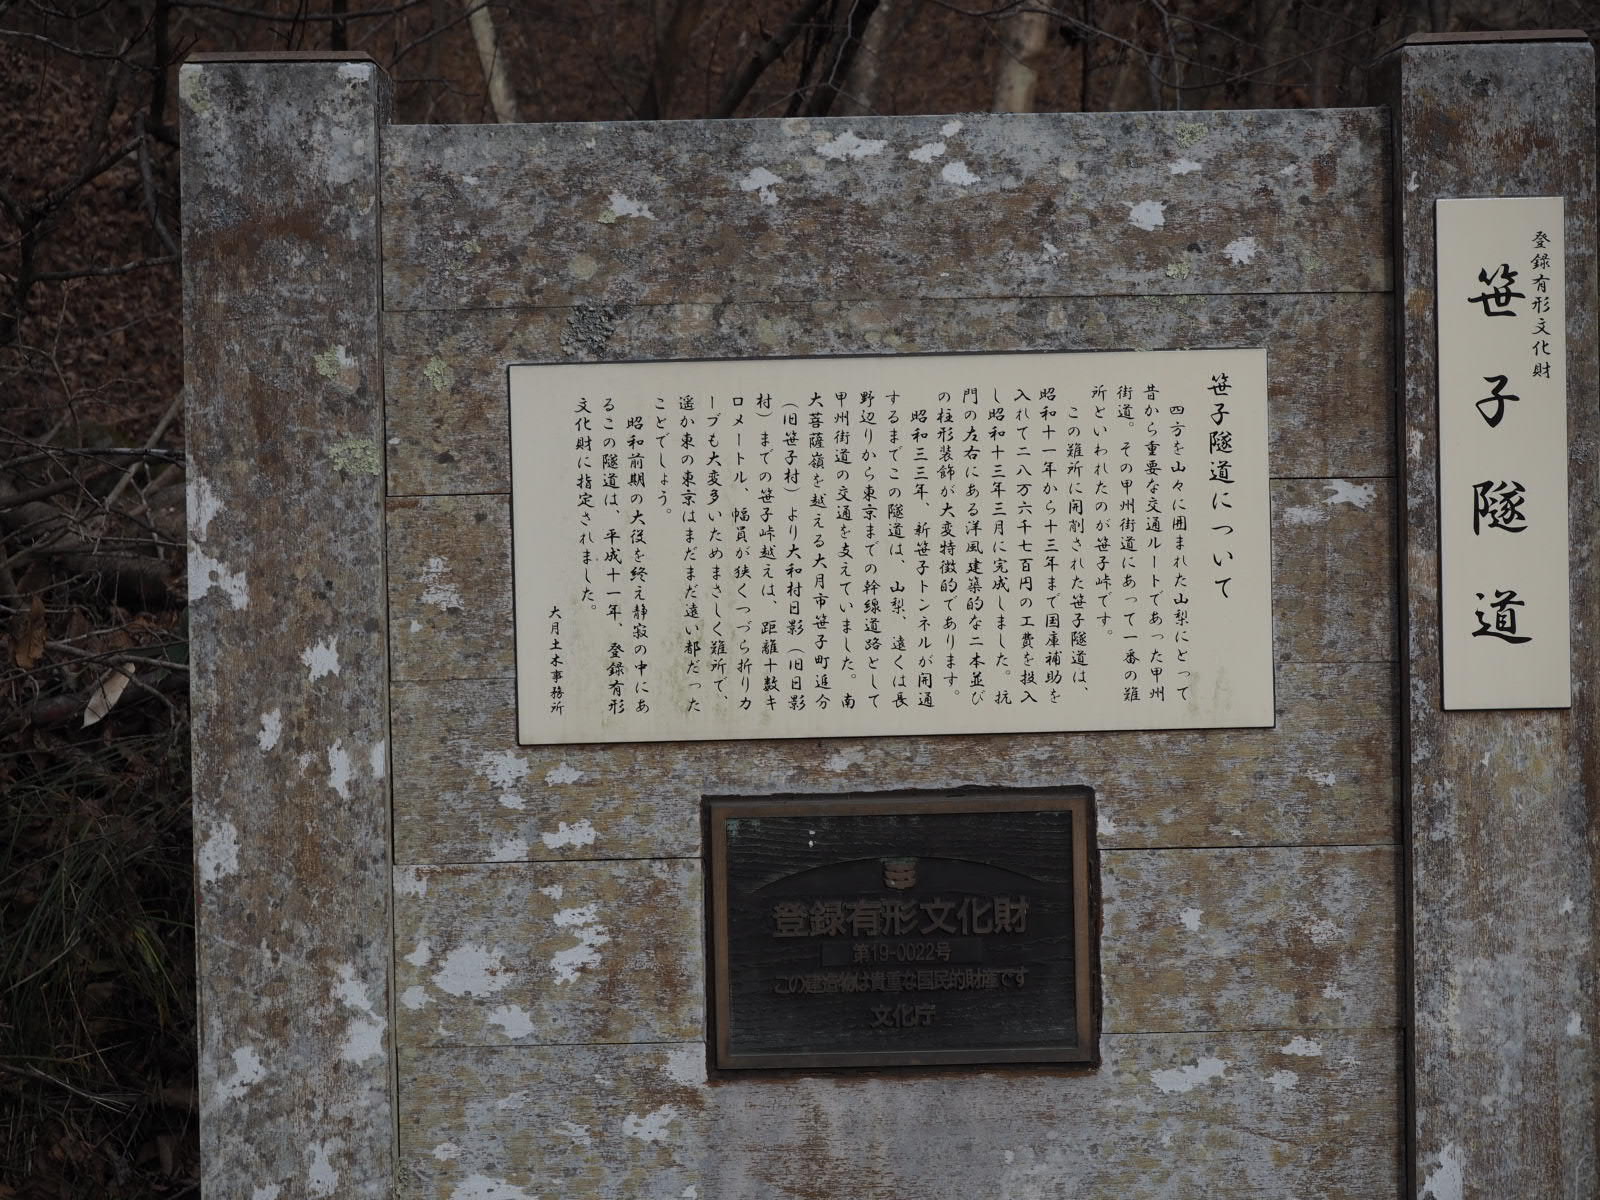 登録有形文化財
笹子隧道
笹子隧道について
四方を山々に囲まれた山梨にとって
昔から重要な交通ルートであった甲州
街道。その甲州街道にあって一番の難
所といわれたのが笹子峠です。
この難所に開削された笹子隧道は、
昭和十一年から十三年まで国庫補助を
入れて二八万六千七百円の工費を投入
し昭和十三年三月に完成しました。抗
門の左右にある洋風建築的な二本並び
の柱形装飾が大変特徴的であります。
昭和三三年、新笹子トンネルが開通
するまでこの隧道は、山梨、遠くは長
野辺りから東京までの幹線道路として
甲州街道の交通を支えていました。南
大菩薩嶺を越える大月市笹子町追分
（旧笹子村）より大和村日影（旧日影
村）までの笹子峠越えは、距離十数キ
ロメートル、幅員が狭くつづら折りカ
ーブも大変多いためまさしく難所で、
遥か東の東京はまだまだ遠い都だった
ことでしょう。
昭和前期の大役を終え静寂の中にあ
るこの隧道は、平成十一年、登録有形
文化財に指定されました。
大月土木事務所
登録有形文化財
第19-0022号
この建造物は貴重な国民的財産です
文化庁